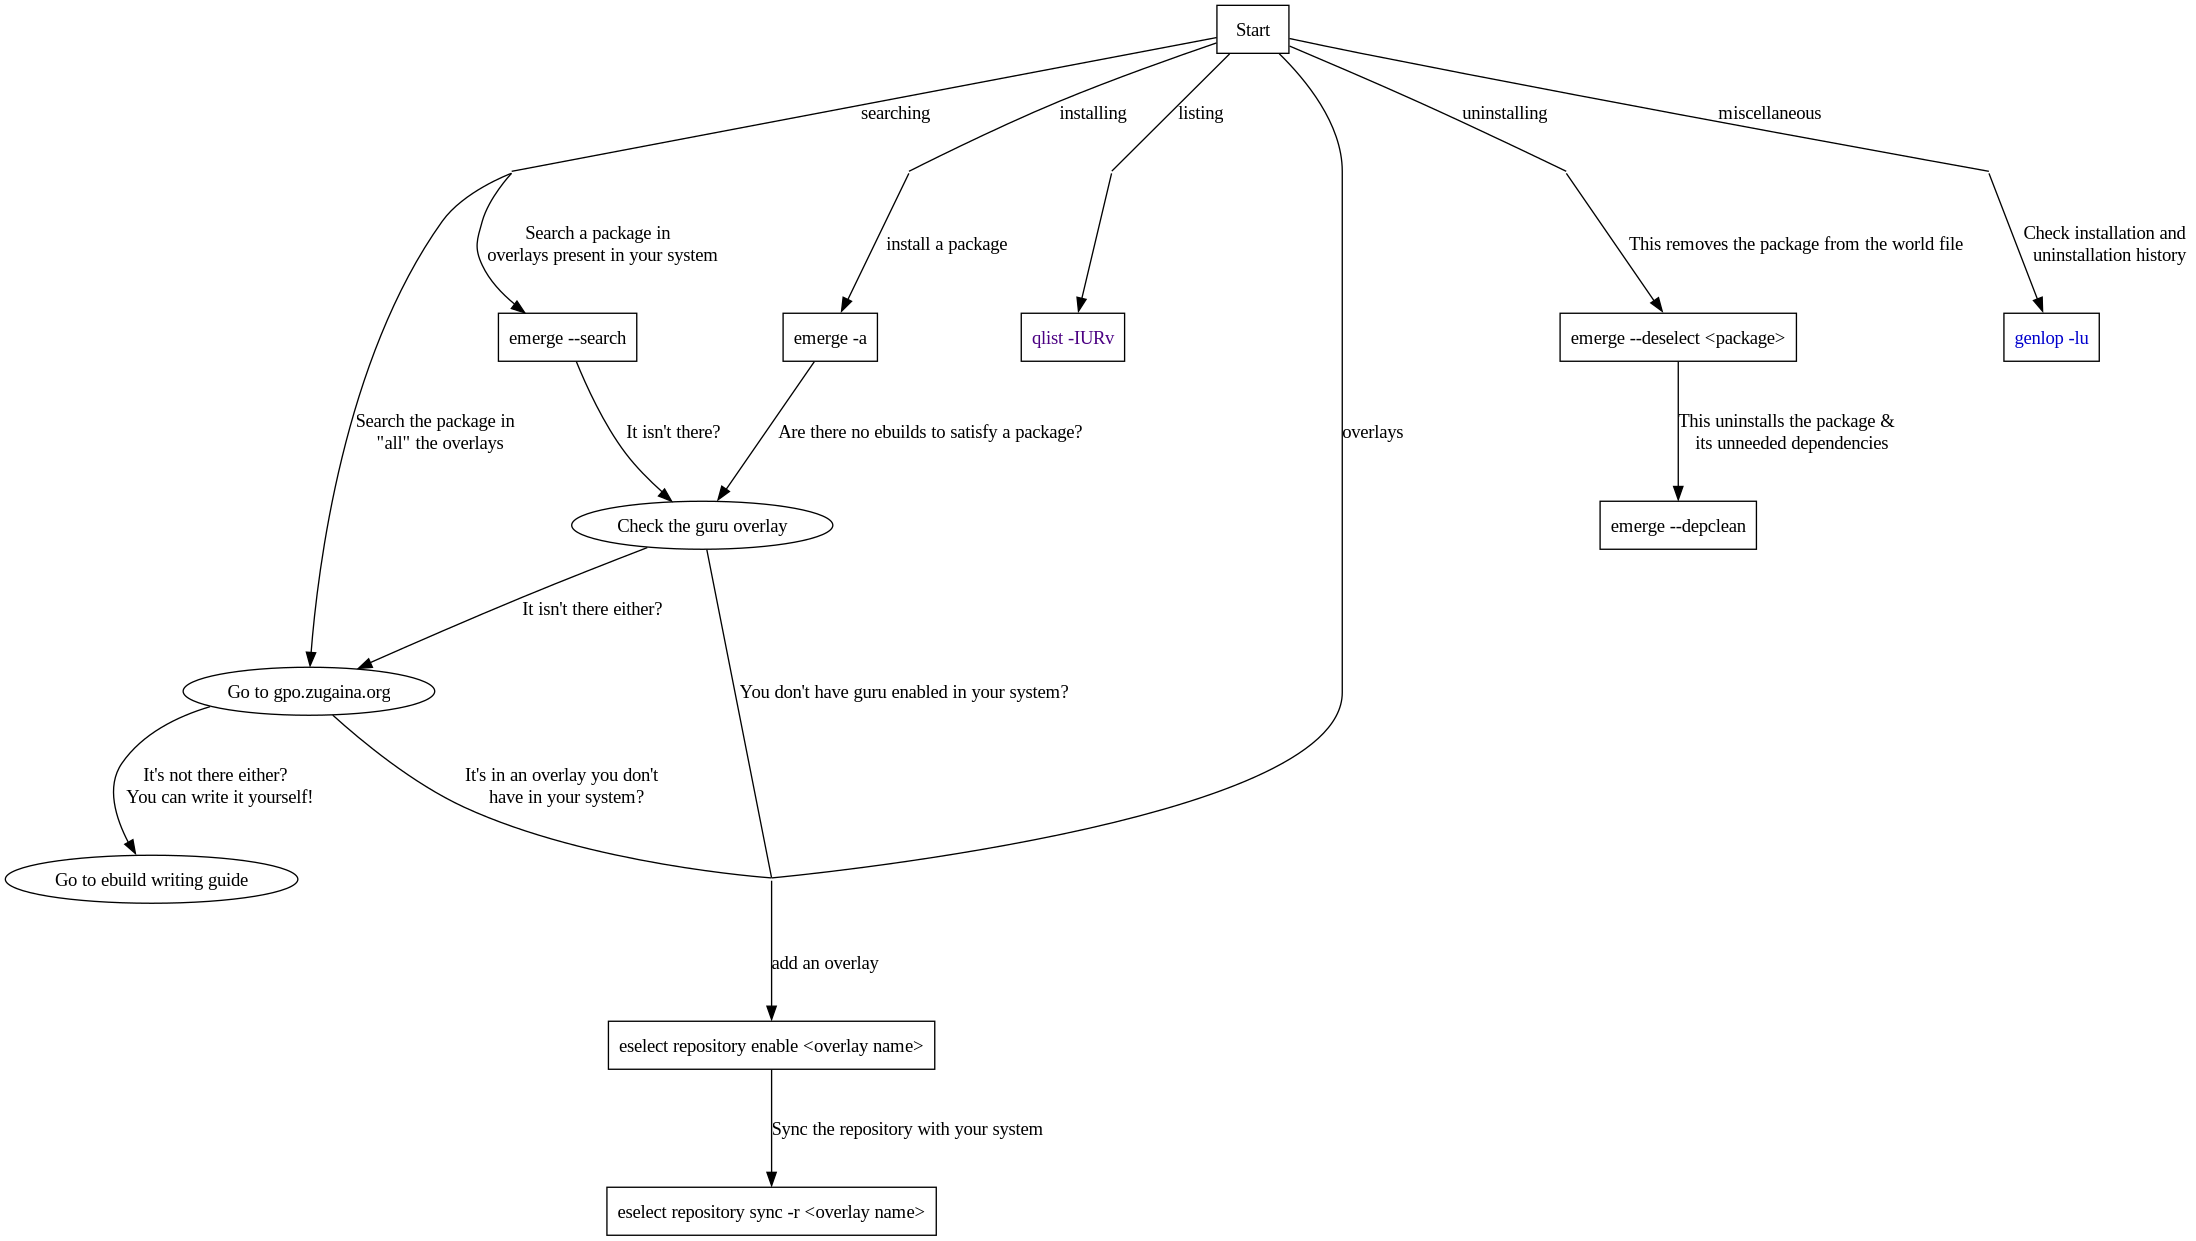 Start
searching
installing
listing
uninstalling
miscellaneous
Search a package in
overlays present in your system
install a package
This removes the package from the world file
Check installation and
uninstallation history
emerge --search
emerge -a
qlist -IURv
emerge --deselect <package>
genlop -lu
Search the package in
"all" the overlays
It isn't there?
Are there no ebuilds to satisfy a package?
overlays
This uninstalls the package &
its unneeded dependencies
Check the guru overlay
emerge --depclean
It isn't there either?
Go to gpo.zugaina.org
You don't have guru enabled in your system?
It's not there either?
You can write it yourself!
It's in an overlay you don't
have in your system?
Go to ebuild writing guide
add an overlay
eselect repository enable <overlay name>
Sync the repository with your system
eselect repository sync -r <overlay name>